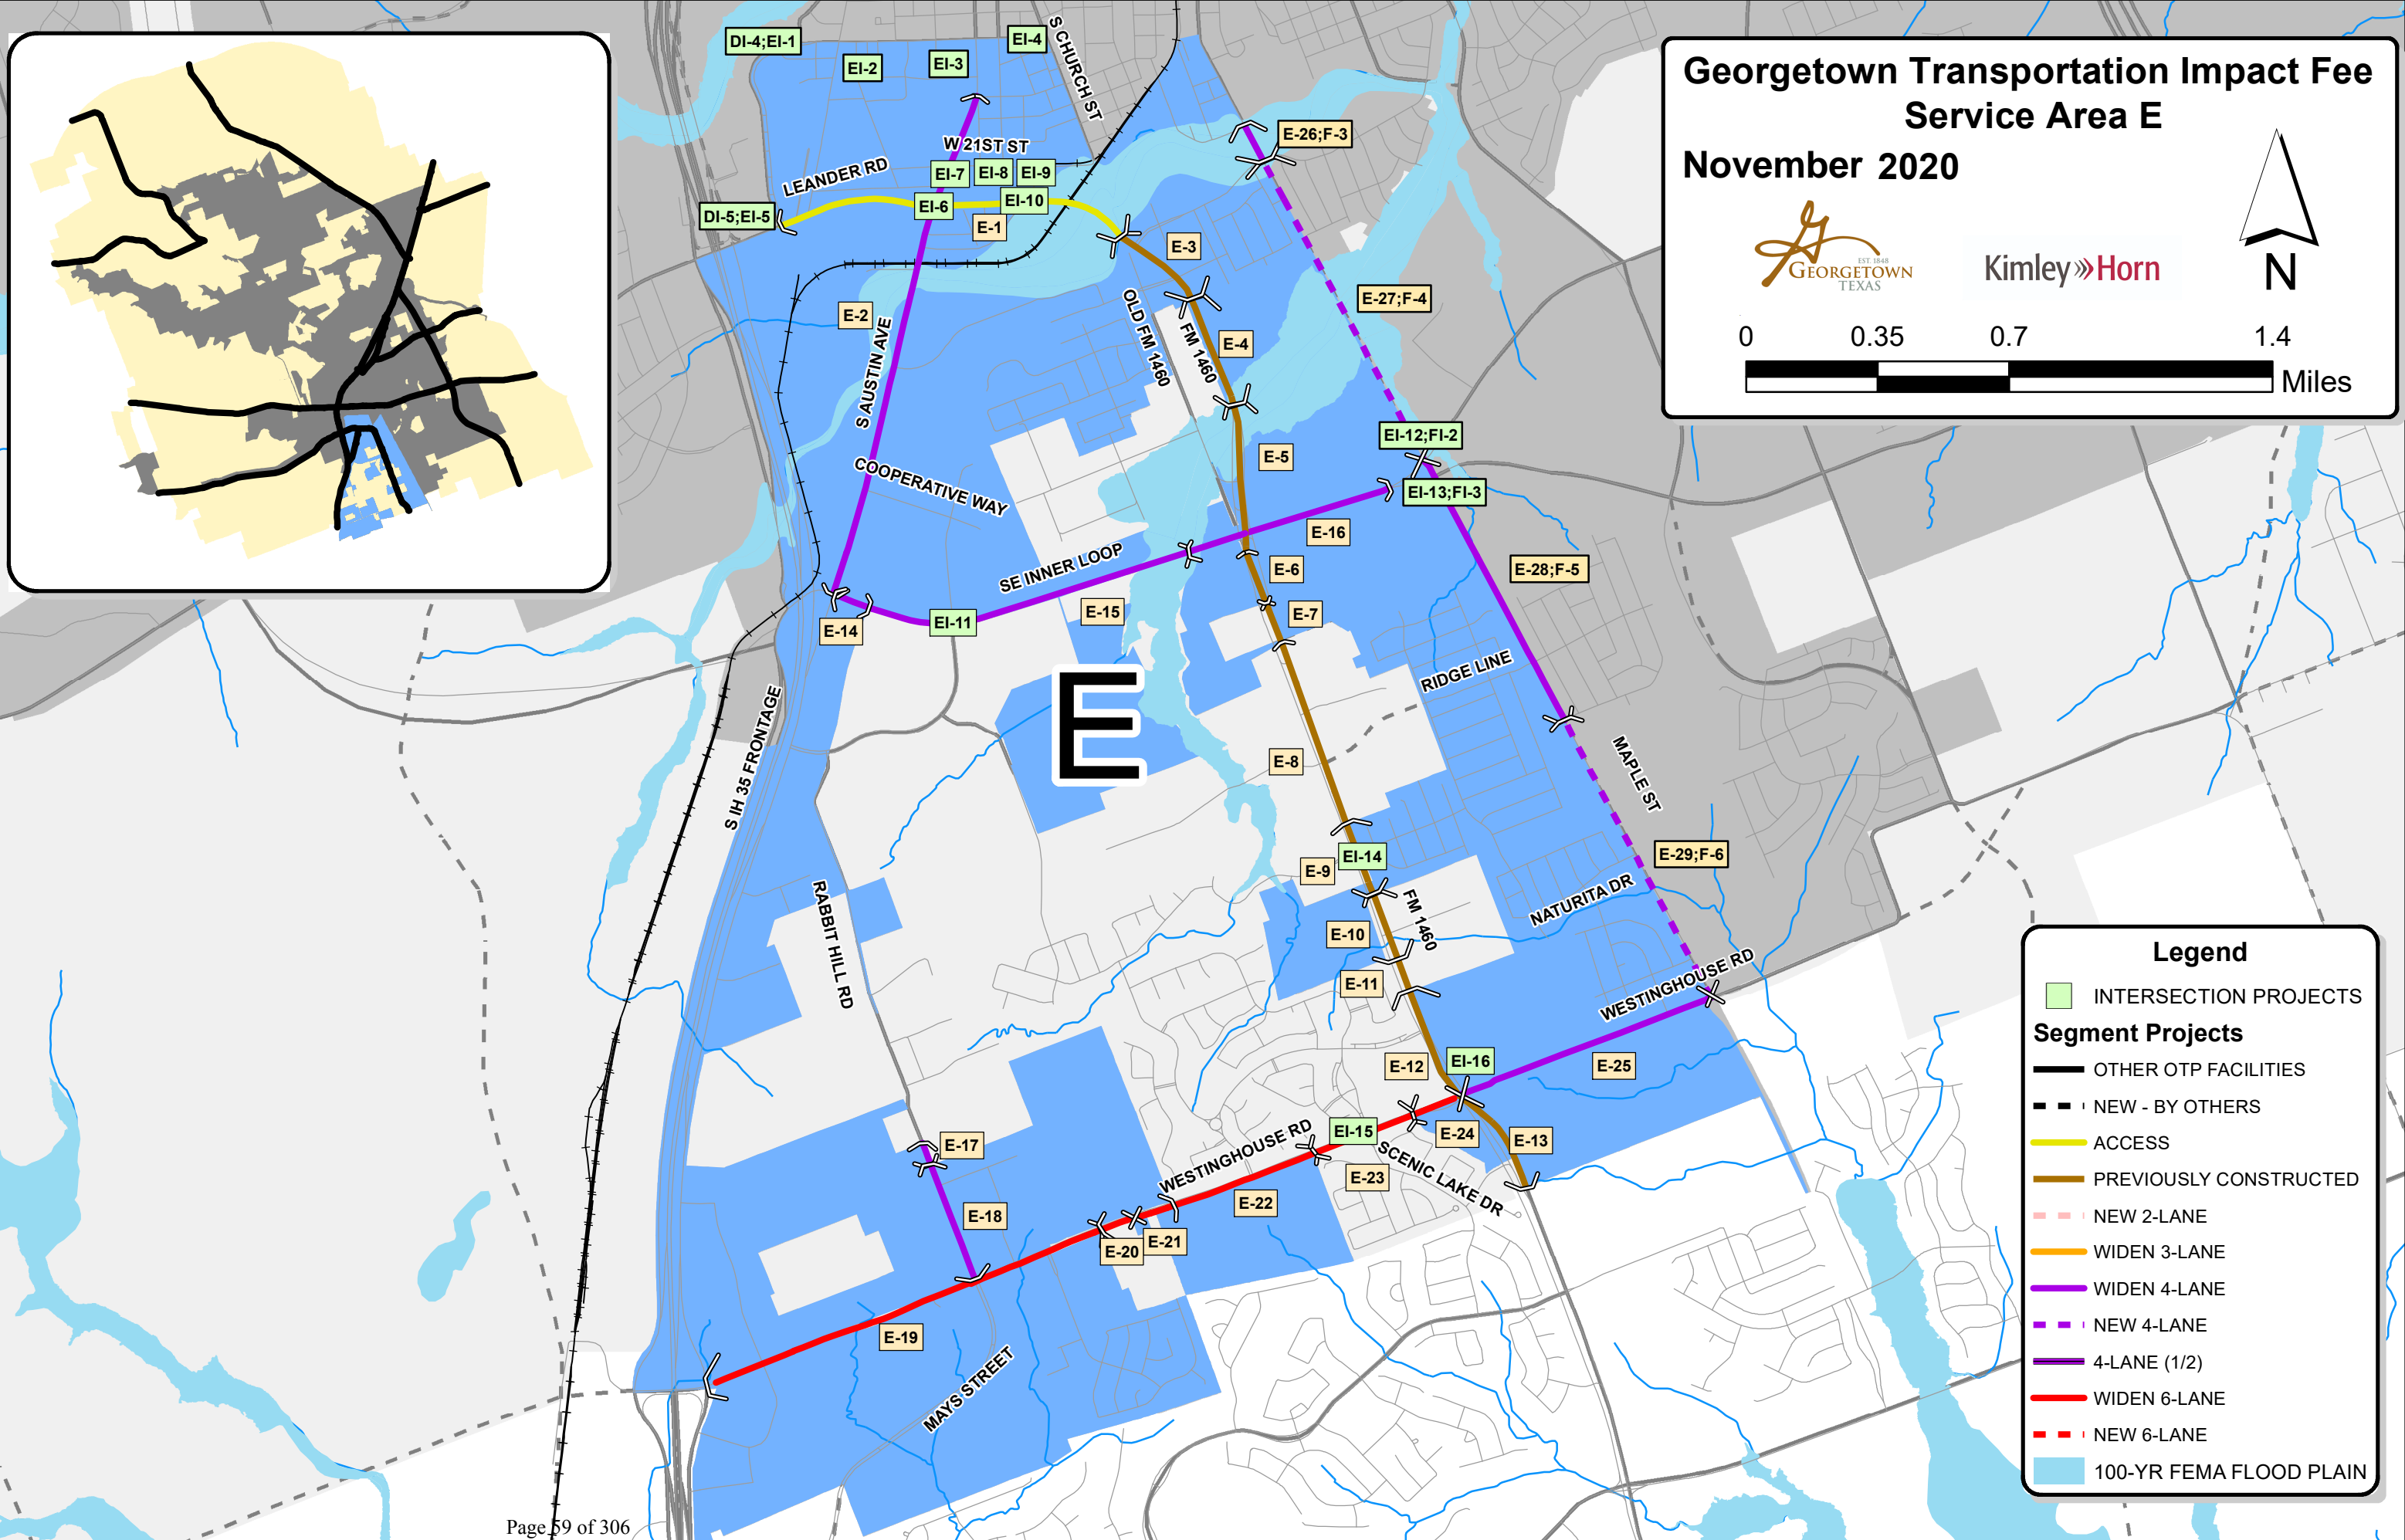 Georgetown Transportation Impact Fee
Service Area E
November 2020
EST. 1848
GEORGETOWN
TEXAS
Kimley»Horn
N
0 0.35 0.7 1.4
Miles
DI-4;EI-1
EI-2
EI-3
EI-4
S CHURCH ST
W 21ST ST
LEANDER RD
EI-7
EI-8
EI-9
DI-5;EI-5
EI-6
EI-10
E-1
E-26;F-3
E-3
E-27;F-4
E-2
S AUSTIN AVE
OLD FM 1460
FM 1460
E-4
EI-12;FI-2
E-5
COOPERATIVE WAY
EI-13;FI-3
E-16
SE INNER LOOP
E-6
E-28;F-5
E-15
E-7
E-14
EI-11
E
RIDGE LINE
S IH 35 FRONTAGE
E-8
MAPLE ST
E-29;F-6
EI-14
E-9
RABBIT HILL RD
FM 1460
NATURITA DR
E-10
E-11
WESTINGHOUSE RD
E-12
EI-16
E-25
EI-15
E-24
E-13
WESTINGHOUSE RD
SCENIC LAKE DR
E-17
E-23
E-18
E-22
E-21
E-20
E-19
MAYS STREET
Legend
INTERSECTION PROJECTS
Segment Projects
OTHER OTP FACILITIES
NEW - BY OTHERS
ACCESS
PREVIOUSLY CONSTRUCTED
NEW 2-LANE
WIDEN 3-LANE
WIDEN 4-LANE
NEW 4-LANE
4-LANE (1/2)
WIDEN 6-LANE
NEW 6-LANE
100-YR FEMA FLOOD PLAIN
Page 59 of 306